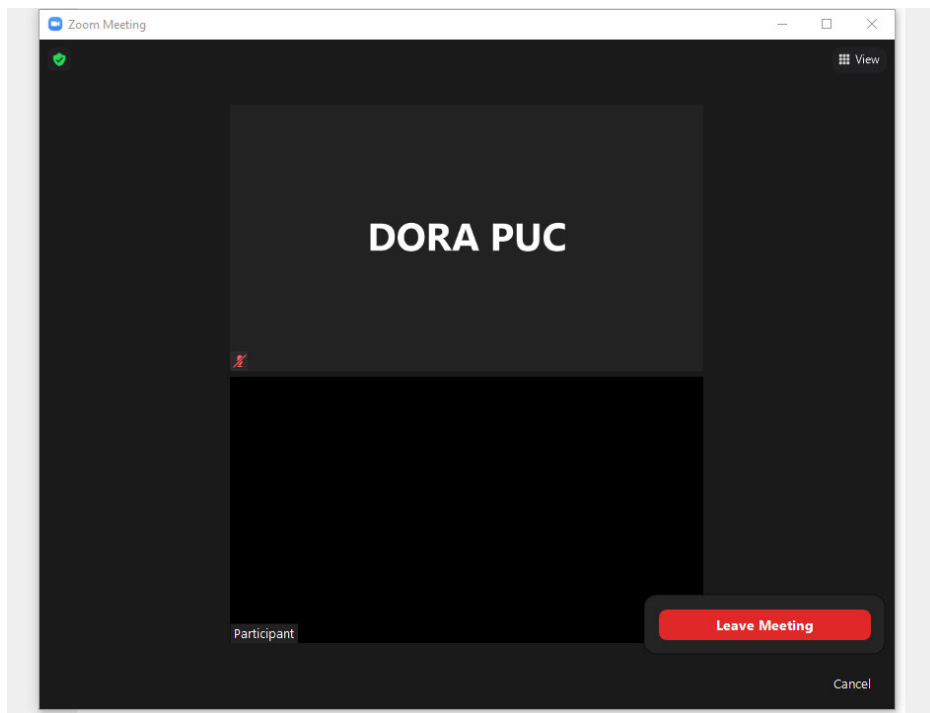 Zoom Meeting
View
DORA PUC
Participant
Leave Meeting
Cancel